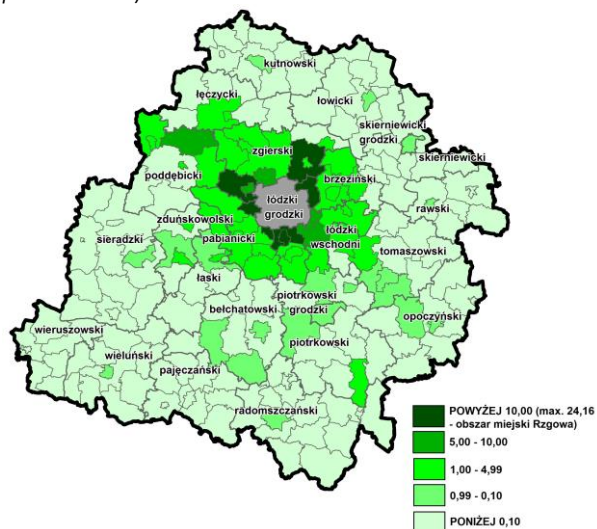 kutnowski
łęczycki
łowicki
skierniewicki
grodzki
skierniewicki
zgierski
brzeziński
poddębicki
łódzki
grodzki
rawski
zduńskowolski
łódzki
sieradzki
pabianicki
wschodni
tomaszowski
łaski
piotrkowski
grodzki
bełchatowski
opoczyński
wieruszowski
piotrkowski
wieluński
pajęczański
radomszczański
POWYŻEJ 10,00 (max. 24,16
- obszar miejski Rzgowa)
5,00 - 10,00
1,00 - 4,99
0,99 - 0,10
PONIŻEJ 0,10